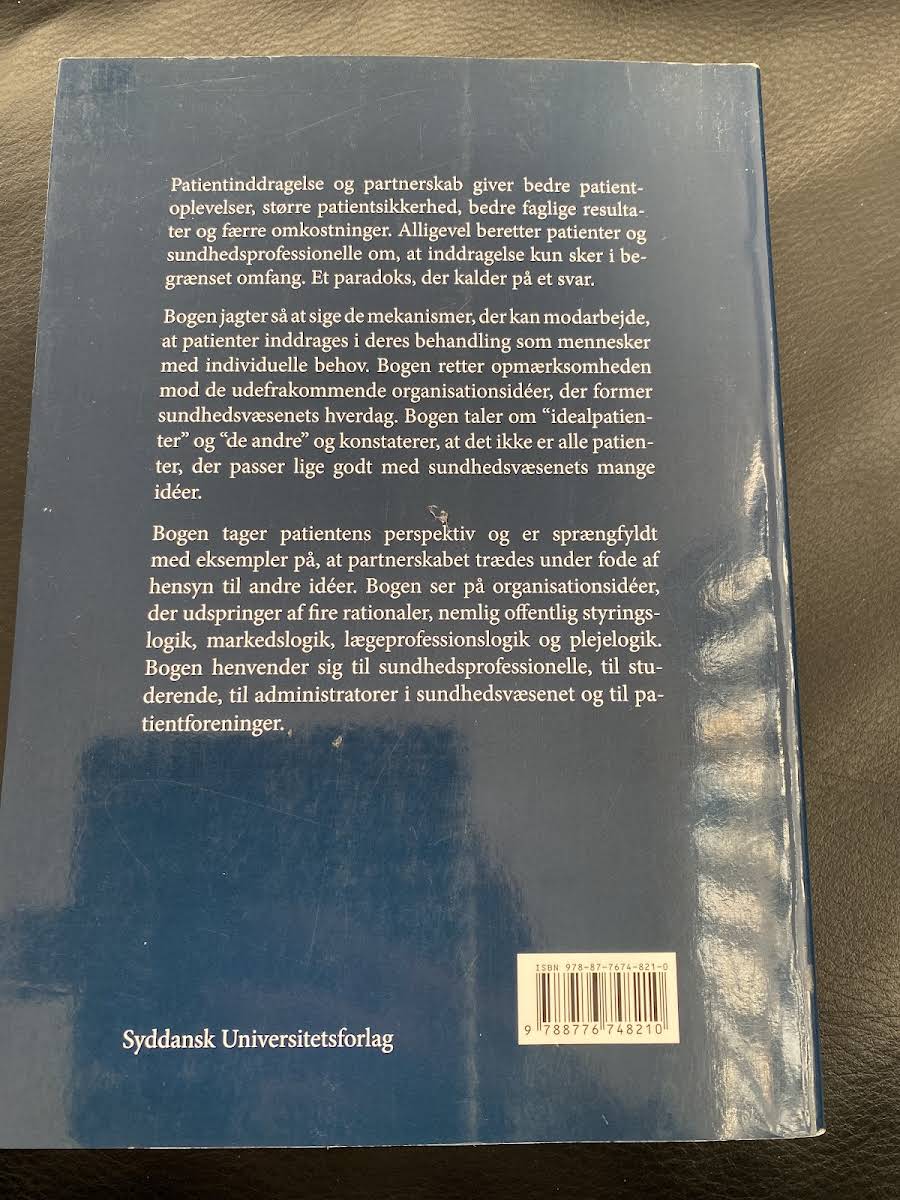 Patientinddragelse og partnerskab giver bedre patient-
oplevelser, større patientsikkerhed, bedre faglige resulta-
ter og færre omkostninger. Alligevel beretter patienter og
sundhedsprofessionelle om, at inddragelse kun sker i be-
grænset omfang. Et paradoks, der kalder på et svar.
Bogen jagter så at sige de mekanismer, der kan modarbejde,
at patienter inddrages i deres behandling som mennesker
med individuelle behov. Bogen retter opmærksomheden
mod de udefrakommende organisationsidéer, der former
sundhedsvæsenets hverdag. Bogen taler om “idealpatien-
ter” og “de andre” og konstaterer, at det ikke er alle patien-
ter, der passer lige godt med sundhedsvæsenets mange
idéer.
Bogen tager patientens perspektiv og er sprængfyldt
med eksempler på, at partnerskabet trædes under fode af
hensyn til andre idéer. Bogen ser på organisationsidéer,
der udspringer af fire rationaler, nemlig offentlig styrings-
logik, markedslogik, lægeprofessionslogik og plejelogik.
Bogen henvender sig til sundhedsprofessionelle, til stu-
derende, til administratorer i sundhedsvæsenet og til pa-
tientforeninger.
ISBN 978-87-7674-821-0
9 788776 748210
Syddansk Universitetsforlag